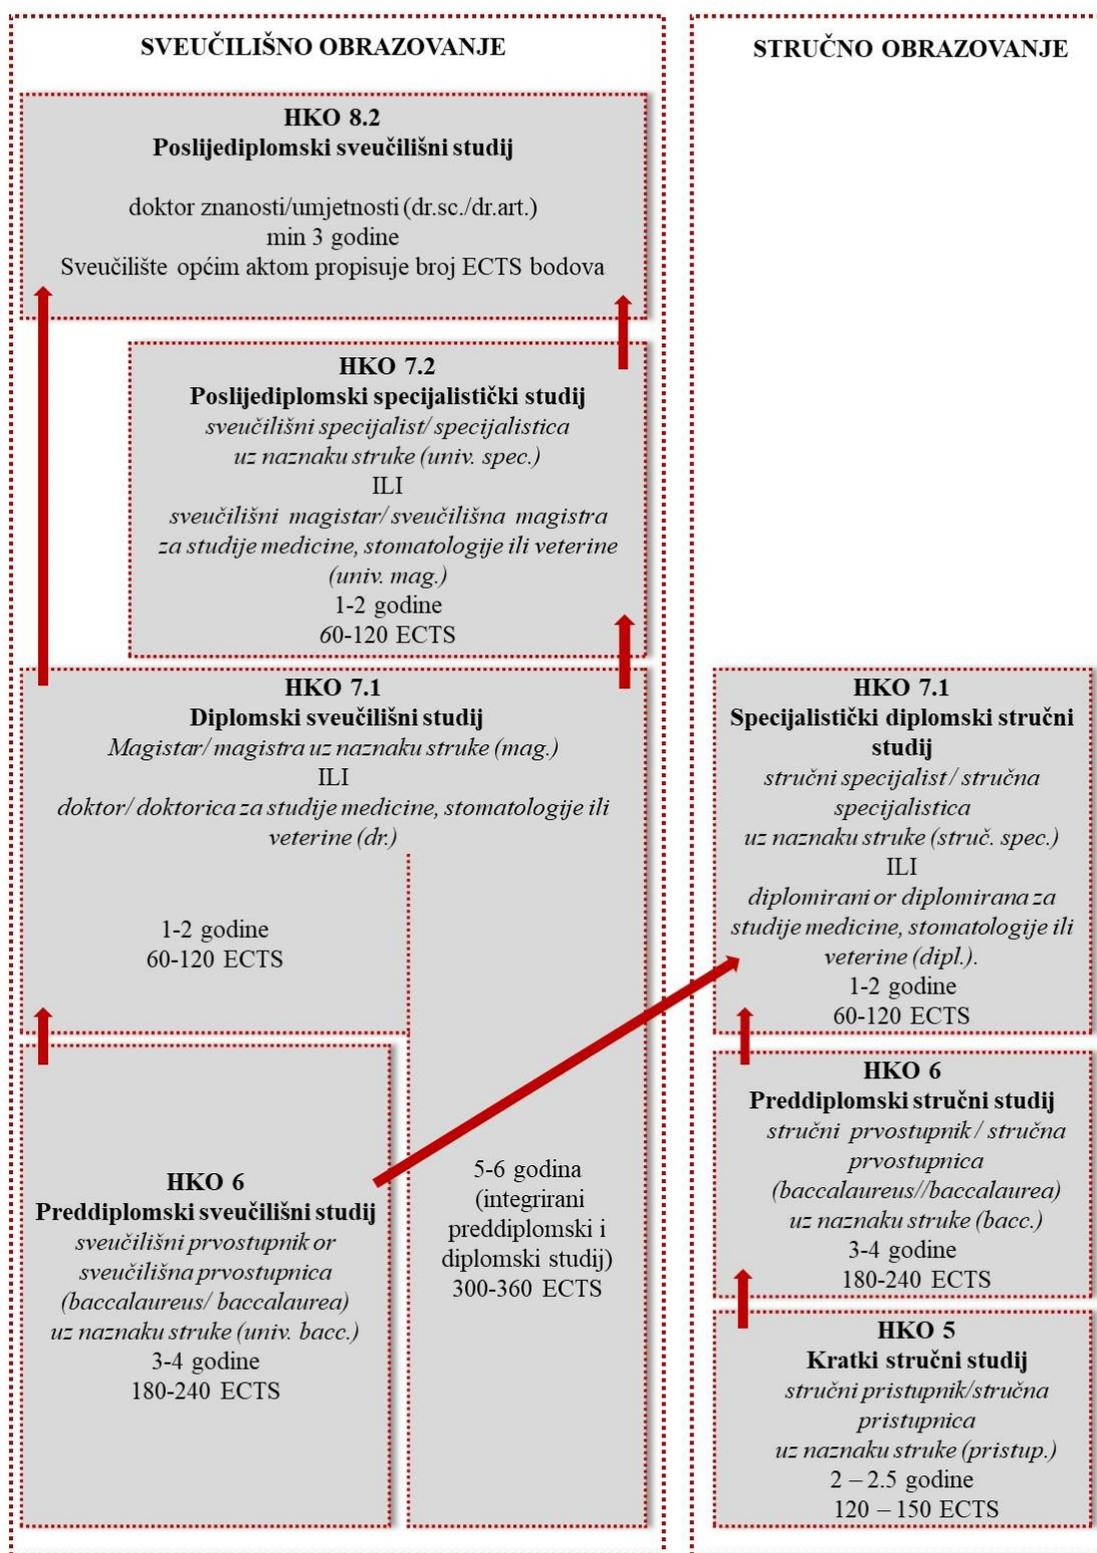 SVEUČILIŠNO OBRAZOVANJE
HKO 8.2
Poslijediplomski sveučilišni studij
doktor znanosti/umjetnosti (dr.sc./dr.art.)
min 3 godine
Sveučilište općim aktom propisuje broj ECTS bodova
HKO 7.2
Poslijediplomski specijalistički studij
sveučilišni specijalist/ specijalistica
uz naznaku struke (univ. spec.)
ILI
sveučilišni magistar/ sveučilišna magistra
za studije medicine, stomatologije ili veterine
(univ. mag.)
1-2 godine
60-120 ECTS
HKO 7.1
Diplomski sveučilišni studij
Magistar/ magistra uz naznaku struke (mag.)
ILI
doktor/ doktorica za studije medicine, stomatologije ili
veterine (dr.)
1-2 godine
60-120 ECTS
HKO 6
Preddiplomski sveučilišni studij
sveučilišni prvostupnik or
sveučilišna prvostupnica
(baccalaureus/ baccalaurea)
uz naznaku struke (univ. bacc.)
3-4 godine
180-240 ECTS
5-6 godina
(integrirani
preddiplomski i
diplomski studij)
300-360 ECTS
STRUČNO OBRAZOVANJE
HKO 7.1
Specijalistički diplomski stručni
studij
stručni specijalist / stručna
specijalistica
uz naznaku struke (struč. spec.)
ILI
diplomirani or diplomirana za
studije medicine, stomatologije ili
veterine (dipl.).
1-2 godine
60-120 ECTS
HKO 6
Preddiplomski stručni studij
stručni prvostupnik / stručna
prvostupnica
(baccalaureus//baccalaurea)
uz naznaku struke (bacc.)
3-4 godine
180-240 ECTS
HKO 5
Kratki stručni studij
stručni pristupnik/stručna
pristupnica
uz naznaku struke (pristup.)
2 – 2.5 godine
120 – 150 ECTS